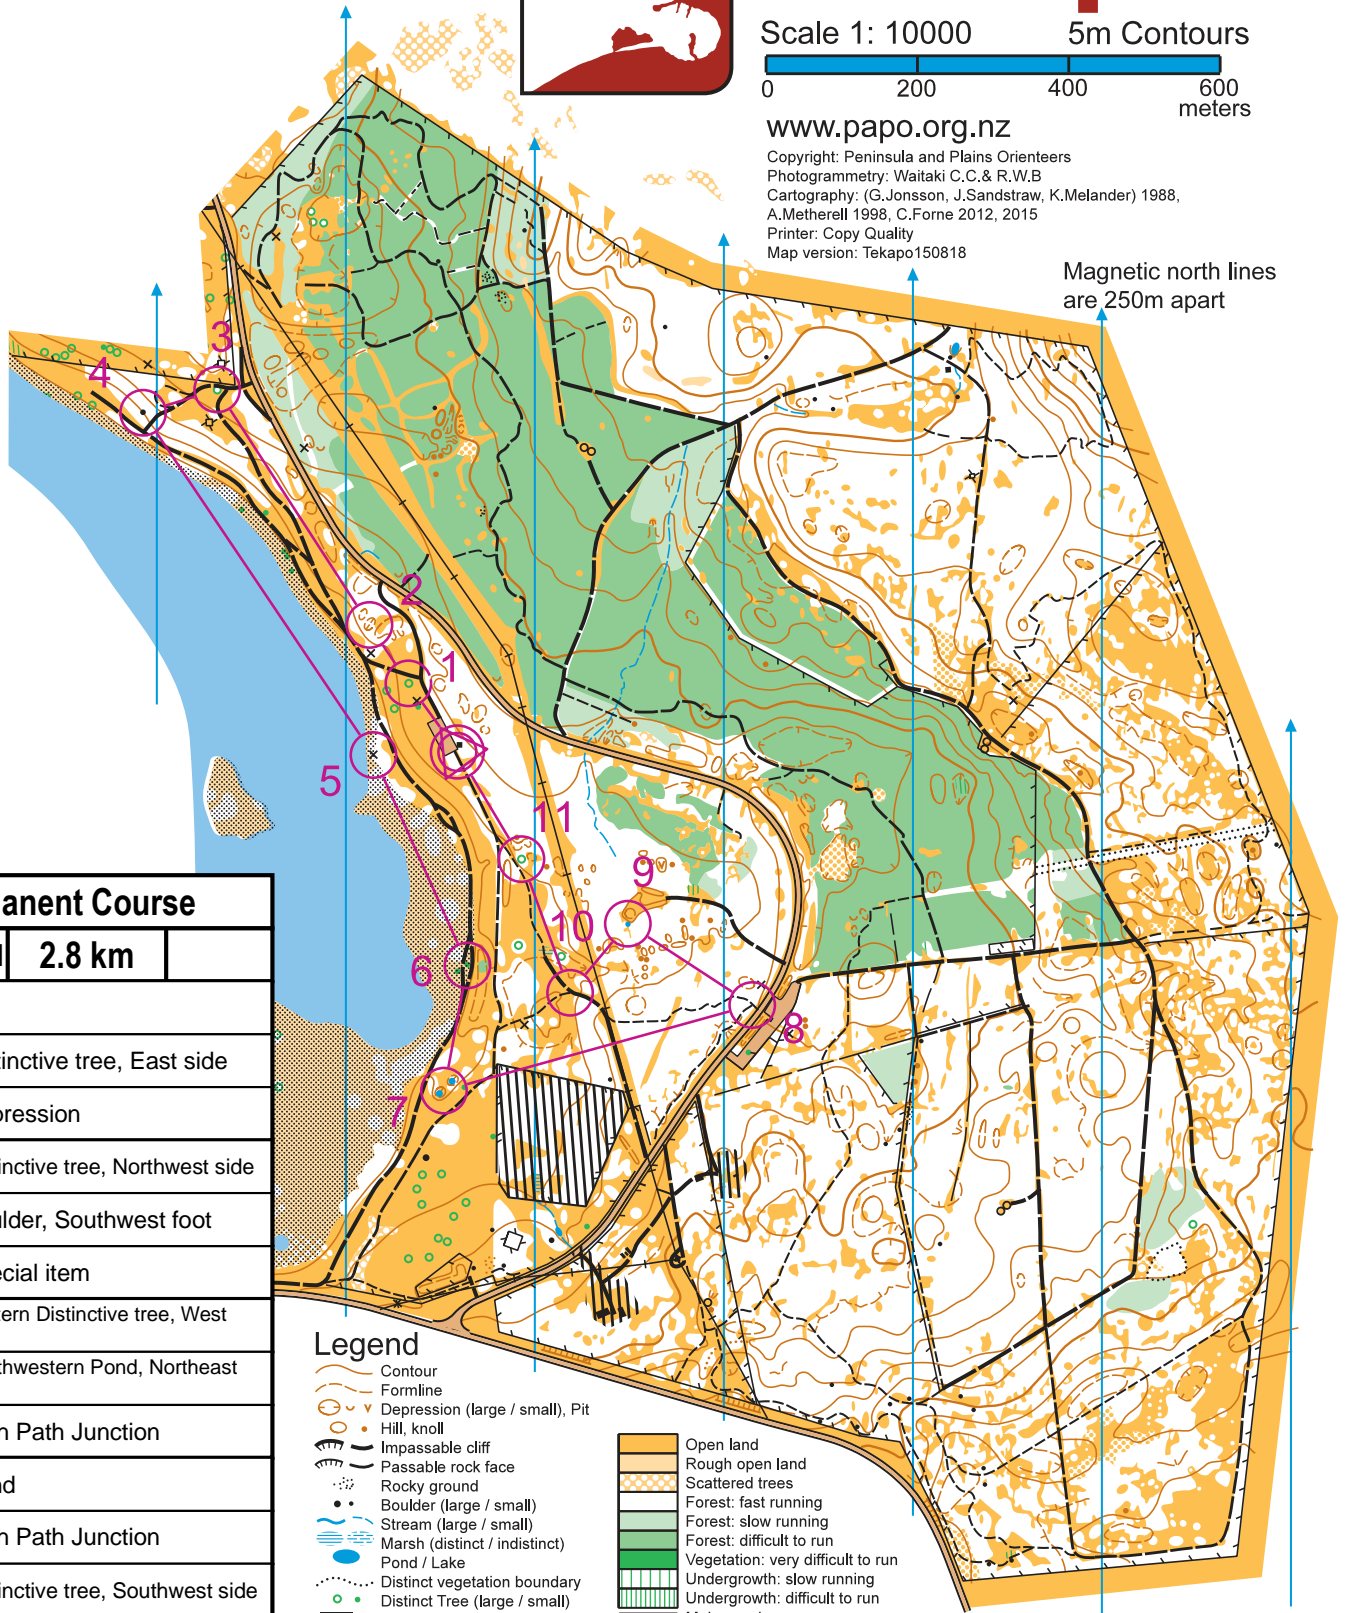 Scale 1: 10000
5m Contours
0
200
400
600
meters
www.papo.org.nz
Copyright: Peninsula and Plains Orienteers
Photogrammetry: Waitaki C.C.& R.W.B
Cartography: (G.Jonsson, J.Sandstraw, K.Melander) 1988,
A.Metherell 1998, C.Forne 2012, 2015
Printer: Copy Quality
Map version: Tekapo150818
Magnetic north lines
are 250m apart
3
4
2
1
5
11
9
10
6
8
7
anent Course
2.8 km
tinctive tree, East side
pression
tinctive tree, Northwest side
ulder, Southwest foot
ecial item
tern Distinctive tree, West
thwestern Pond, Northeast
n Path Junction
nd
n Path Junction
tinctive tree, Southwest side
Legend
Contour
Formline
Depression (large / small), Pit
Hill, knoll
Impassable cliff
Passable rock face
Rocky ground
Boulder (large / small)
Stream (large / small)
Marsh (distinct / indistinct)
Pond / Lake
Distinct vegetation boundary
Distinct Tree (large / small)
Open land
Rough open land
Scattered trees
Forest: fast running
Forest: slow running
Forest: difficult to run
Vegetation: very difficult to run
Undergrowth: slow running
Undergrowth: difficult to run